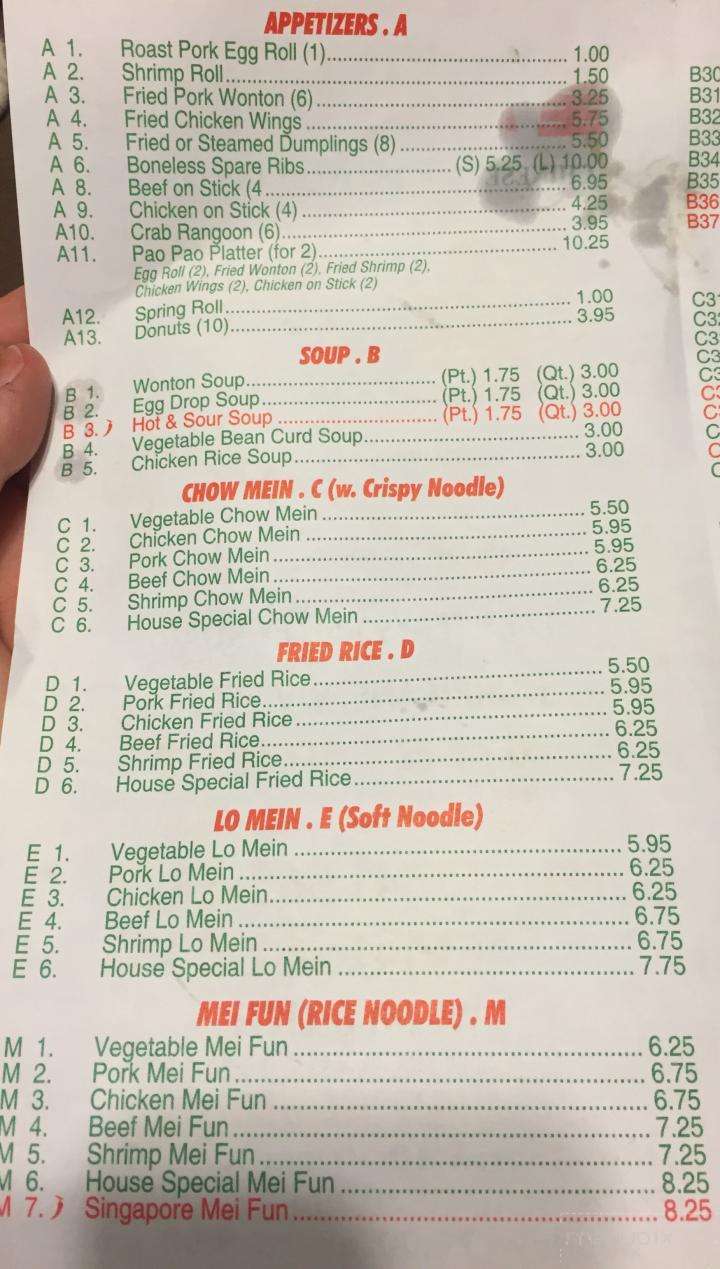 APPETIZERS . A
A 1. Roast Pork Egg Roll (1) 1.00
A 2. Shrimp Roll 1.50
A 3. Fried Pork Wonton (6) 3.25
A 4. Fried Chicken Wings 5.75
A 5. Fried or Steamed Dumplings (8) 5.50
A 6. Boneless Spare Ribs (S) 5.25 (L) 10.00
A 8. Beef on Stick (4 6.95
A 9. Chicken on Stick (4) 4.25
A10. Crab Rangoon (6) 3.95
A11. Pao Pao Platter (for 2) 10.25
Egg Roll (2), Fried Wonton (2), Fried Shrimp (2),
Chicken Wings (2), Chicken on Stick (2)
A12. Spring Roll 1.00
A13. Donuts (10) 3.95
SOUP . B
B 1. Wonton Soup (Pt.) 1.75 (Qt.) 3.00
B 2. Egg Drop Soup (Pt.) 1.75 (Qt.) 3.00
B 3. Hot & Sour Soup (Pt.) 1.75 (Qt.) 3.00
B 4. Vegetable Bean Curd Soup 3.00
B 5. Chicken Rice Soup 3.00
CHOW MEIN . C (w. Crispy Noodle)
C 1. Vegetable Chow Mein 5.50
C 2. Chicken Chow Mein 5.95
C 3. Pork Chow Mein 5.95
C 4. Beef Chow Mein 6.25
C 5. Shrimp Chow Mein 6.25
C 6. House Special Chow Mein 7.25
FRIED RICE . D
D 1. Vegetable Fried Rice 5.50
D 2. Pork Fried Rice 5.95
D 3. Chicken Fried Rice 5.95
D 4. Beef Fried Rice 6.25
D 5. Shrimp Fried Rice 6.25
D 6. House Special Fried Rice 7.25
LO MEIN . E (Soft Noodle)
E 1. Vegetable Lo Mein 5.95
E 2. Pork Lo Mein 6.25
E 3. Chicken Lo Mein 6.25
E 4. Beef Lo Mein 6.75
E 5. Shrimp Lo Mein 6.75
E 6. House Special Lo Mein 7.75
MEI FUN (RICE NOODLE) . M
M 1. Vegetable Mei Fun 6.25
M 2. Pork Mei Fun 6.75
M 3. Chicken Mei Fun 6.75
M 4. Beef Mei Fun 7.25
M 5. Shrimp Mei Fun 7.25
M 6. House Special Mei Fun 8.25
M 7. Singapore Mei Fun 8.25
B30
B31
B32
B33
B34
B35
B36
B37